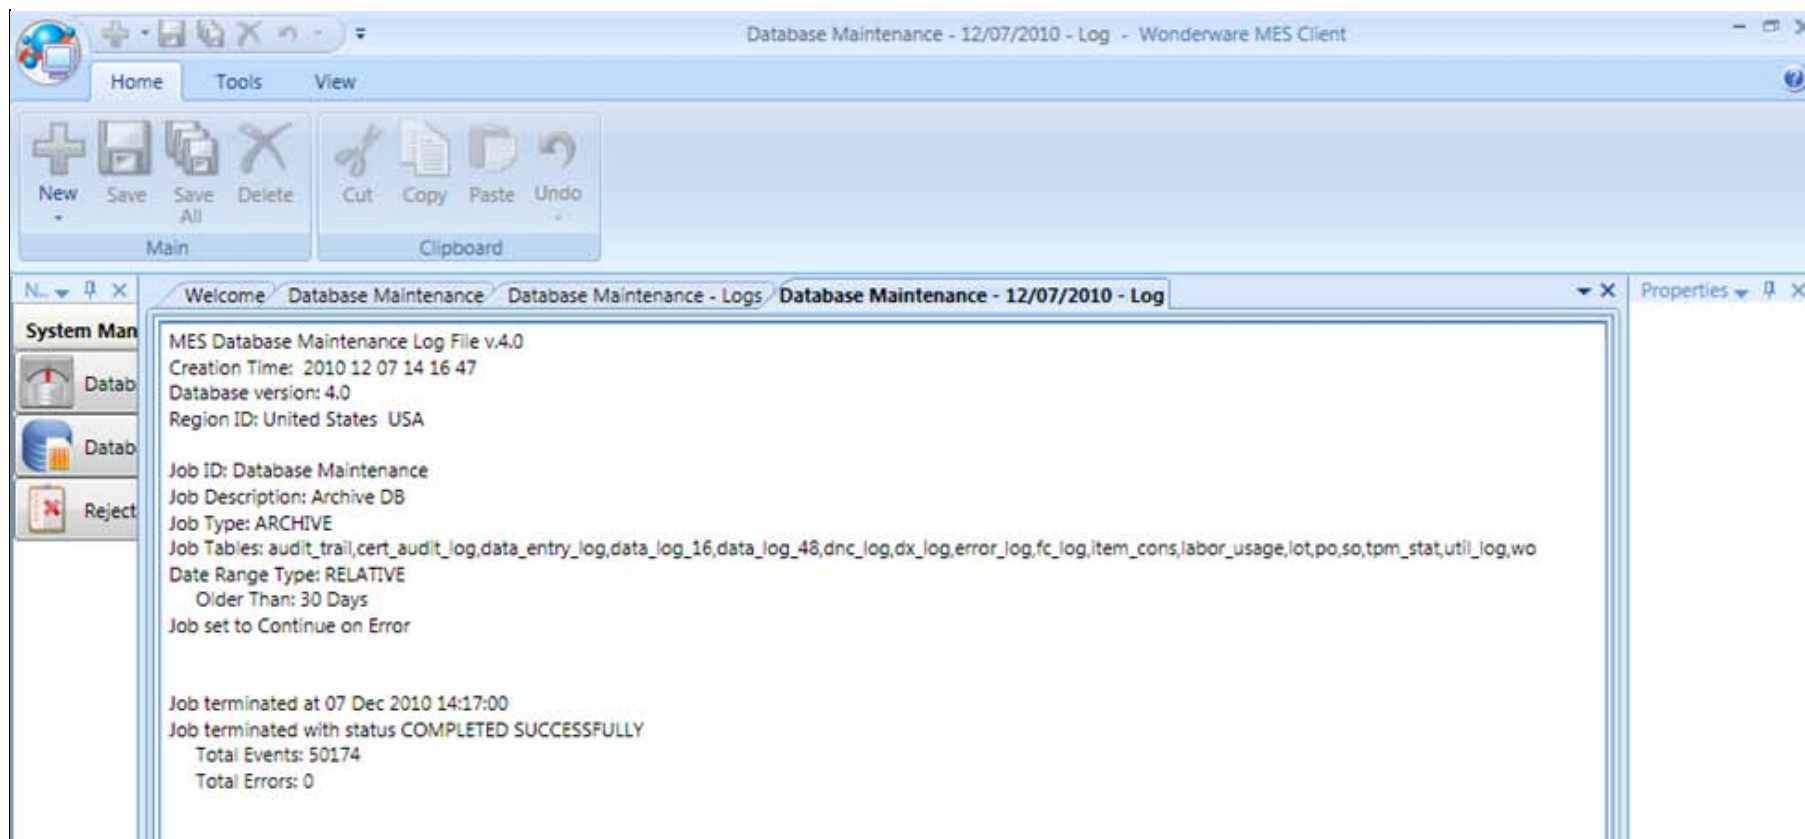 Database Maintenance - 12/07/2010 - Log - Wonderware MES Client
Home Tools View
New Save Save All Delete Cut Copy Paste Undo
Main Clipboard
N... Welcome Database Maintenance Database Maintenance - Logs Database Maintenance - 12/07/2010 - Log Properties
System Man
Datab
Datab
Reject
MES Database Maintenance Log File v.4.0
Creation Time: 2010 12 07 14 16 47
Database version: 4.0
Region ID: United States USA
Job ID: Database Maintenance
Job Description: Archive DB
Job Type: ARCHIVE
Job Tables: audit_trail,cert_audit_log,data_entry_log,data_log_16,data_log_48,dnc_log,dx_log,error_log,fc_log,item_cons,labor_usage,lot,po,so,tpm_stat,util_log,wo
Date Range Type: RELATIVE
Older Than: 30 Days
Job set to Continue on Error
Job terminated at 07 Dec 2010 14:17:00
Job terminated with status COMPLETED SUCCESSFULLY
Total Events: 50174
Total Errors: 0